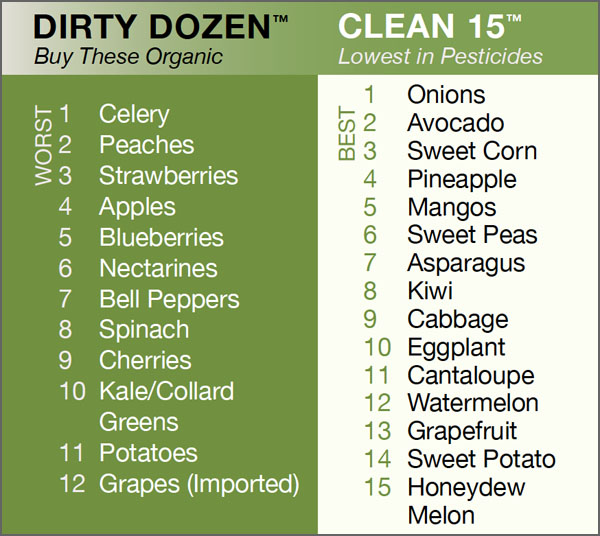 DIRTY DOZEN™
Buy These Organic
WORST
1 Celery
2 Peaches
3 Strawberries
4 Apples
5 Blueberries
6 Nectarines
7 Bell Peppers
8 Spinach
9 Cherries
10 Kale/Collard
Greens
11 Potatoes
12 Grapes (Imported)
CLEAN 15™
Lowest in Pesticides
BEST
1 Onions
2 Avocado
3 Sweet Corn
4 Pineapple
5 Mangos
6 Sweet Peas
7 Asparagus
8 Kiwi
9 Cabbage
10 Eggplant
11 Cantaloupe
12 Watermelon
13 Grapefruit
14 Sweet Potato
15 Honeydew
Melon